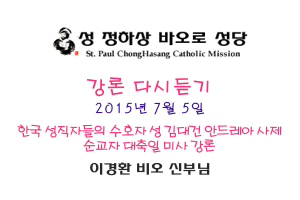 성 정하상 바오로 성당
St. Paul ChongHasang Catholic Mission
강론 다시듣기
2015년 7월 5일
한국 성직자들의 수호자 성 김대건 안드레아 사제
순교자 대축일 미사 강론
이경환 비오 신부님